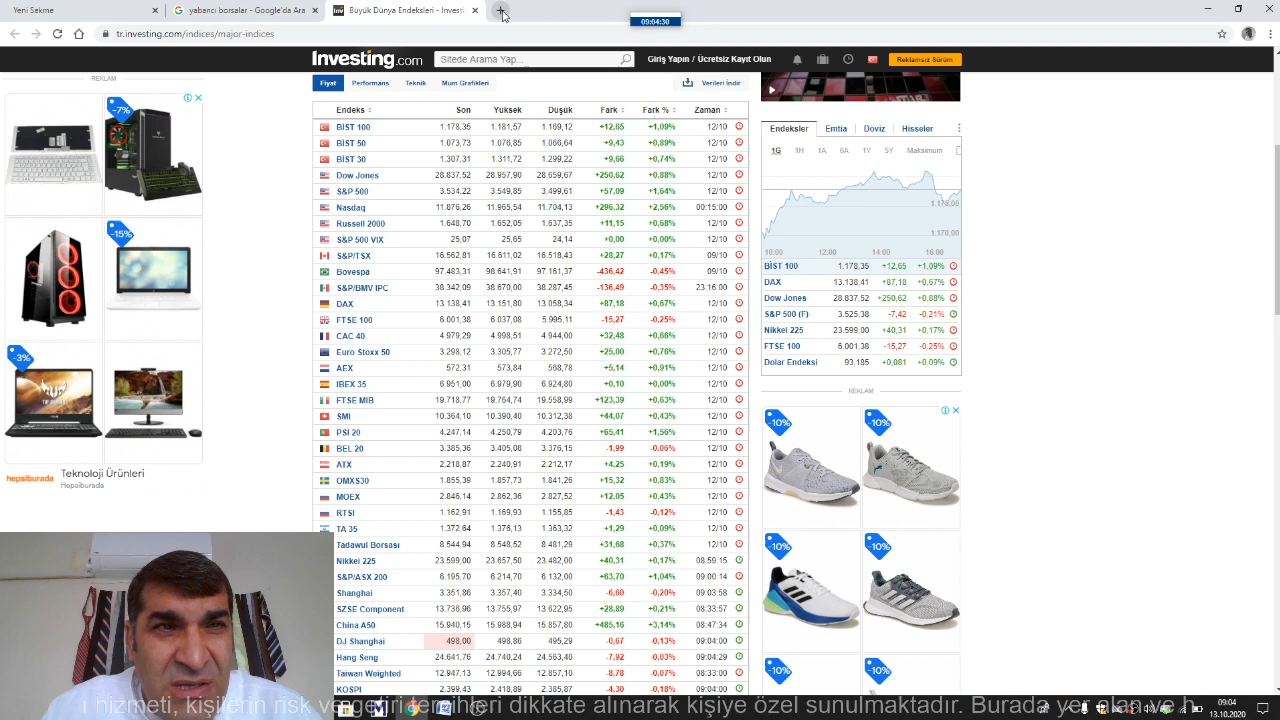 Yeni Sekme
yabancı borsalar - Google'da Ara
Inv Büyük Dünya Endeksleri - Investi
09:04:30
tr.investing.com/indices/major-indices
Investing.com
Sitede Arama Yap...
Giriş Yapın / Ücretsiz Kayıt Olun
Reklamsız Sürüm
REKLAM
-7%
-15%
-3%
hepsiburada
Teknoloji Ürünleri
Hepsiburada
Fiyat Performans Teknik Mum Grafikleri Verileri İndir
Endeks Son Yüksek Düşük Fark Fark % Zaman
BIST 100 1.178,35 1.181,57 1.169,12 +12,65 +1,09% 12/10
BIST 50 1.073,73 1.076,85 1.066,64 +9,43 +0,89% 12/10
BIST 30 1.307,31 1.311,72 1.299,22 +9,66 +0,74% 12/10
Dow Jones 28.837,52 28.957,90 28.659,67 +250,62 +0,88% 12/10
S&P 500 3.534,22 3.549,85 3.499,61 +57,09 +1,64% 12/10
Nasdaq 11.876,26 11.965,54 11.704,13 +296,32 +2,56% 00:15:00
Russell 2000 1.648,70 1.652,05 1.637,35 +11,15 +0,68% 12/10
S&P 500 VIX 25,07 25,65 24,14 +0,00 +0,00% 12/10
S&P/TSX 16.562,81 16.611,02 16.518,43 +28,27 +0,17% 09/10
Bovespa 97.483,31 98.641,91 97.161,37 -436,42 -0,45% 09/10
S&P/BMV IPC 38.342,09 38.670,00 38.287,45 -136,49 -0,35% 23:16:00
DAX 13.138,41 13.151,80 13.058,34 +87,18 +0,67% 12/10
FTSE 100 6.001,38 6.037,08 5.995,11 -15,27 -0,25% 12/10
CAC 40 4.979,29 4.998,51 4.944,00 +32,48 +0,66% 12/10
Euro Stoxx 50 3.298,12 3.305,77 3.272,50 +25,00 +0,76% 12/10
AEX 572,31 573,84 568,78 +5,14 +0,91% 12/10
IBEX 35 6.951,00 6.979,90 6.924,80 +0,10 +0,00% 12/10
FTSE MIB 19.718,77 19.764,74 19.558,99 +123,39 +0,63% 12/10
SMI 10.364,10 10.390,40 10.312,38 +44,07 +0,43% 12/10
PSI 20 4.247,14 4.250,79 4.203,76 +65,41 +1,56% 12/10
BEL 20 3.385,36 3.405,08 3.376,15 -1,99 -0,06% 12/10
ATX 2.218,87 2.240,91 2.212,17 +4,25 +0,19% 12/10
OMXS30 1.855,39 1.857,73 1.841,26 +15,32 +0,83% 12/10
MOEX 2.846,14 2.862,36 2.827,52 +12,05 +0,43% 12/10
RTSI 1.162,91 1.169,93 1.155,85 -1,43 -0,12% 12/10
TA 35 1.372,64 1.376,13 1.363,32 +1,29 +0,09% 12/10
Tadawul Borsası 8.544,94 8.548,52 8.481,29 +31,68 +0,37% 12/10
Nikkei 225 23.599,00 23.657,50 23.482,00 +40,31 +0,17% 08:59:15
S&P/ASX 200 6.195,70 6.214,70 6.132,00 +63,70 +1,04% 09:00:14
Shanghai 3.351,86 3.357,40 3.334,50 -6,60 -0,20% 09:03:58
SZSE Component 13.736,96 13.755,97 13.622,95 +28,89 +0,21% 08:33:57
China A50 15.940,15 15.988,94 15.857,80 +485,16 +3,14% 08:47:34
DJ Shanghai 498,00 498,86 495,29 -0,67 -0,13% 09:04:00
Hang Seng 24.641,76 24.740,24 24.563,40 -7,92 -0,03% 09:04:29
Taiwan Weighted 12.947,13 12.994,66 12.857,10 -8,78 -0,07% 08:33:00
KOSPI 2.399,43 2.418,89 2.385,87 -4,30 -0,18% 09:04:00
Endeksler Emtia Döviz Hisseler
1G 1H 1A 6A 1Y 5Y Maksimum
1.178,00
1.170,00
10:00 12:00 14:00 16:00
BIST 100 1.178,35 +12,65 +1,09%
DAX 13.138,41 +87,18 +0,67%
Dow Jones 28.837,52 +250,62 +0,88%
S&P 500 (F) 3.525,38 -7,42 -0,21%
Nikkei 225 23.599,00 +40,31 +0,17%
FTSE 100 6.001,38 -15,27 -0,25%
Dolar Endeksi 93,185 +0,081 +0,09%
REKLAM
-10% -10%
-10% -10%
-10% -10%
hizmeti, kişilerin risk ve getiri tercihleri dikkate alınarak kişiye özel sunulmaktadır. Burada yer alan ve
09:04
13.10.2020